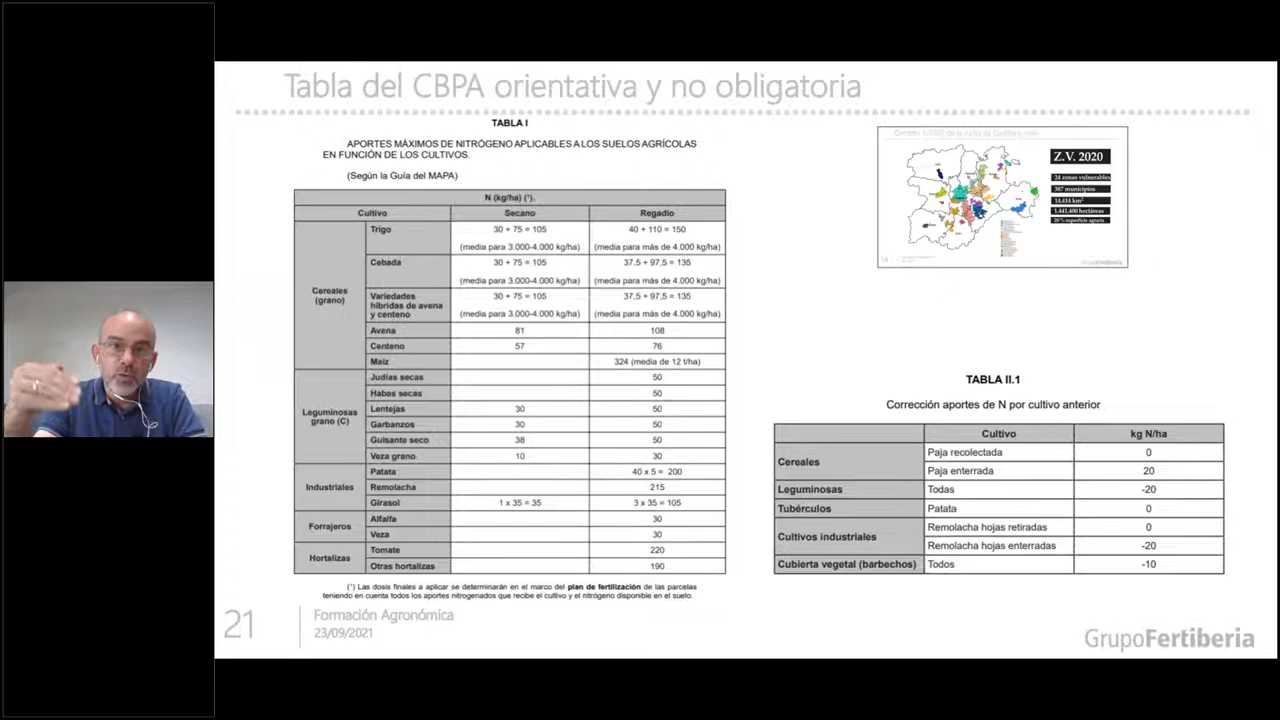 Tabla del CBPA orientativa y no obligatoria
TABLA I
APORTES MÁXIMOS DE NITRÓGENO APLICABLES A LOS SUELOS AGRÍCOLAS
EN FUNCIÓN DE LOS CULTIVOS.
(Según la Guía del MAPA)
N (kg/ha) (¹).
Cultivo Secano Regadío
Cereales (grano)
Trigo 30 + 75 = 105 40 + 110 = 150
(media para 3.000-4.000 kg/ha) (media para más de 4.000 kg/ha)
Cebada 30 + 75 = 105 37,5 + 97,5 = 135
(media para 3.000-4.000 kg/ha) (media para más de 4.000 kg/ha)
Variedades híbridas de avena y centeno 30 + 75 = 105 37,5 + 97,5 = 135
(media para 3.000-4.000 kg/ha) (media para más de 4.000 kg/ha)
Avena 81 108
Centeno 57 76
Maíz 324 (media de 12 t/ha)
Leguminosas grano (C)
Judías secas 50
Habas secas 50
Lentejas 30 50
Garbanzos 30 50
Guisante seco 38 50
Veza grano 10 30
Industriales
Patata 40 x 5 = 200
Remolacha 215
Girasol 1 x 35 = 35 3 x 35 = 105
Forrajeros
Alfalfa 30
Veza 30
Hortalizas
Tomate 220
Otras hortalizas 190
(¹) Las dosis finales a aplicar se determinarán en el marco del plan de fertilización de las parcelas
teniendo en cuenta todos los aportes nitrogenados que recibe el cultivo y el nitrógeno disponible en el suelo.
Z.V. 2020
24 zonas vulnerables
387 municipios
14.414 km²
1.441.400 hectáreas
GrupoFertiberia
TABLA II.1
Corrección aportes de N por cultivo anterior
Cultivo kg N/ha
Cereales
Paja recolectada 0
Paja enterrada 20
Leguminosas Todas -20
Tubérculos Patata 0
Cultivos industriales
Remolacha hojas retiradas 0
Remolacha hojas enterradas -20
Cubierta vegetal (barbechos) Todos -10
21
Formación Agronómica
23/09/2021
GrupoFertiberia